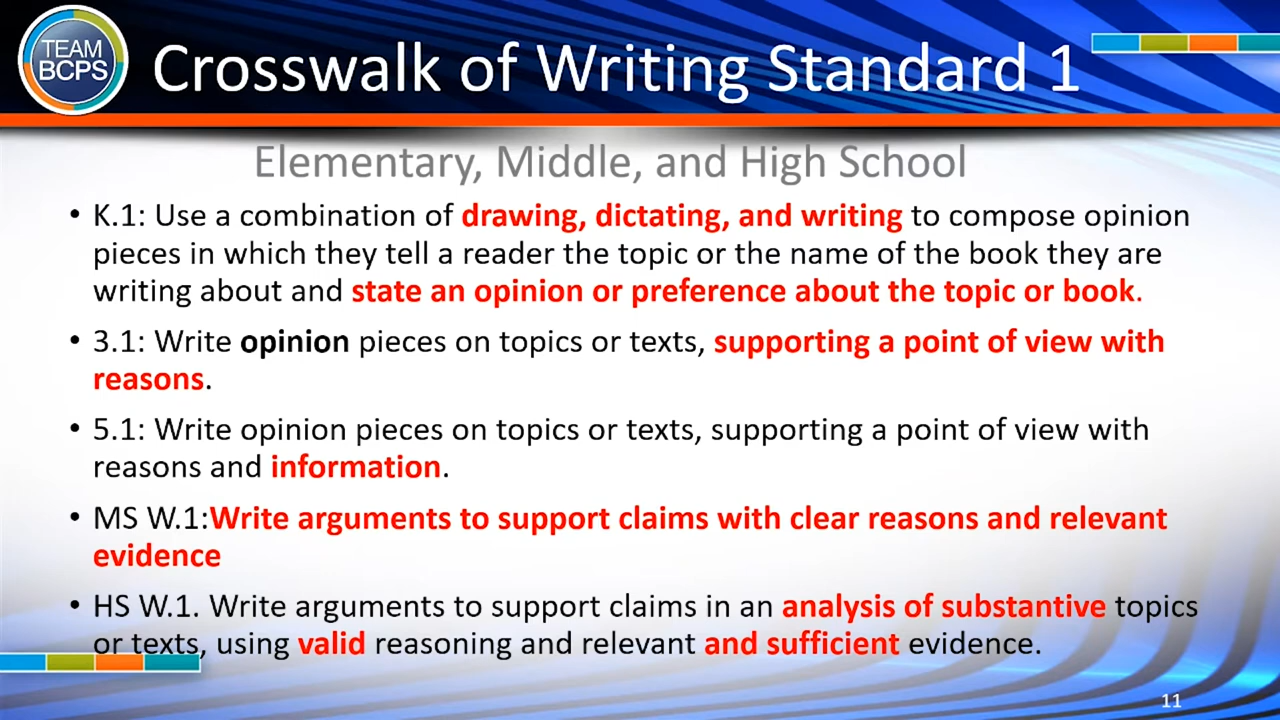 TEAM
BCPS
Crosswalk of Writing Standard 1
Elementary, Middle, and High School
• K.1: Use a combination of drawing, dictating, and writing to compose opinion
pieces in which they tell a reader the topic or the name of the book they are
writing about and state an opinion or preference about the topic or book.
• 3.1: Write opinion pieces on topics or texts, supporting a point of view with
reasons.
• 5.1: Write opinion pieces on topics or texts, supporting a point of view with
reasons and information.
• MS W.1:Write arguments to support claims with clear reasons and relevant
evidence
• HS W.1. Write arguments to support claims in an analysis of substantive topics
or texts, using valid reasoning and relevant and sufficient evidence.
11